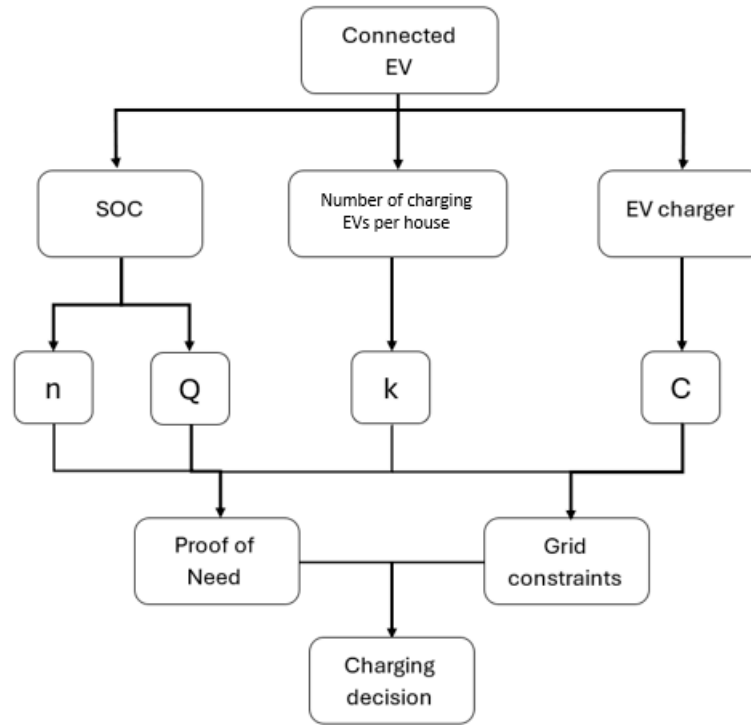 Connected
EV
SOC
Number of charging
EVs per house
EV charger
n
Q
k
C
Proof of
Need
Grid
constraints
Charging
decision